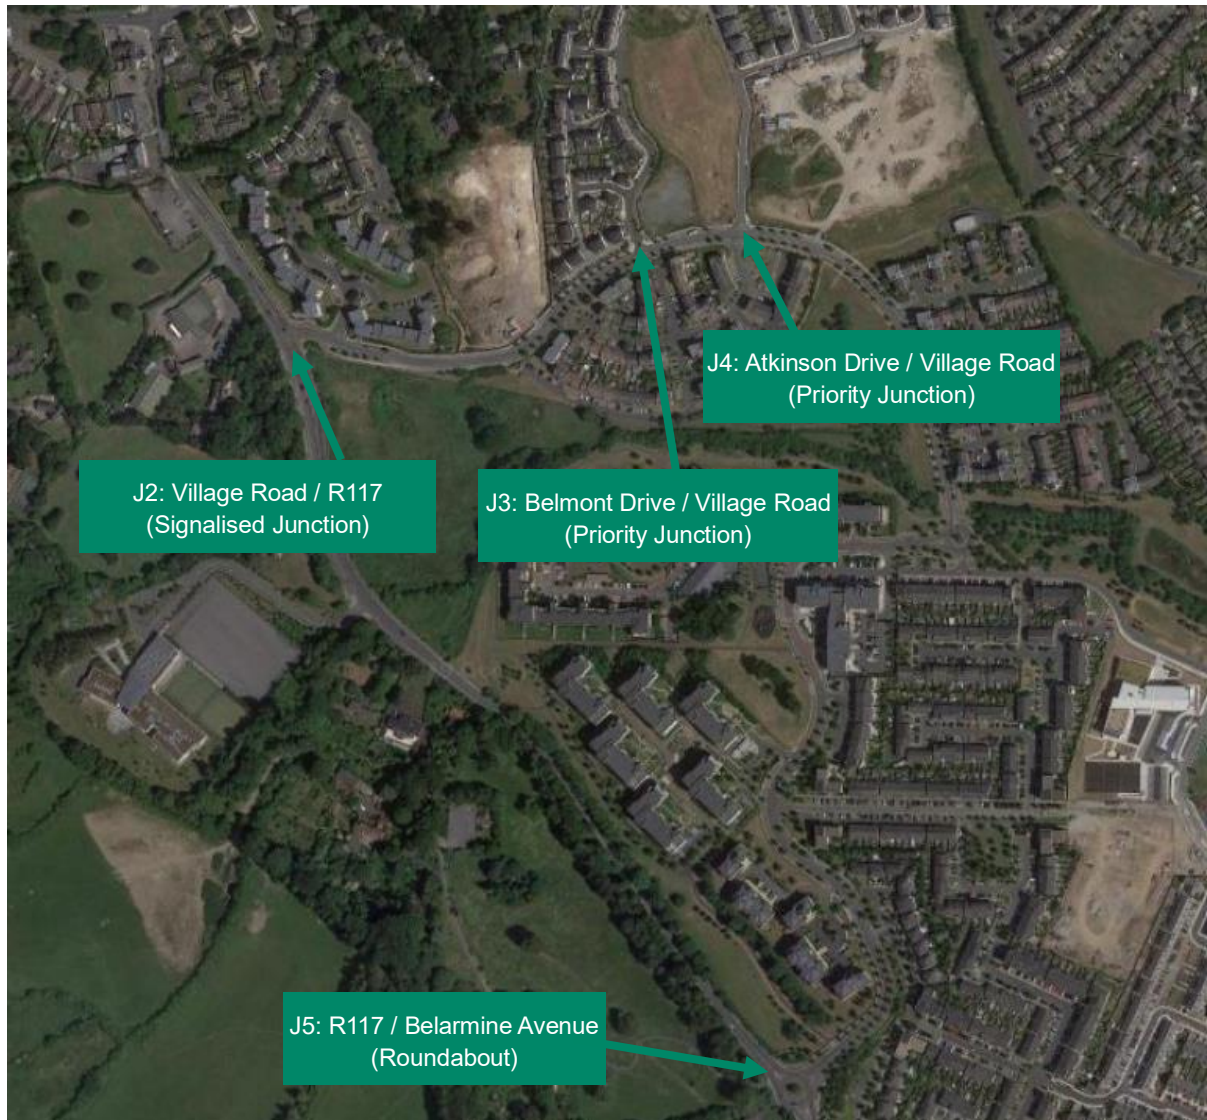 J4: Atkinson Drive / Village Road
(Priority Junction)
J2: Village Road / R117
(Signalised Junction)
J3: Belmont Drive / Village Road
(Priority Junction)
J5: R117 / Belarmine Avenue
(Roundabout)